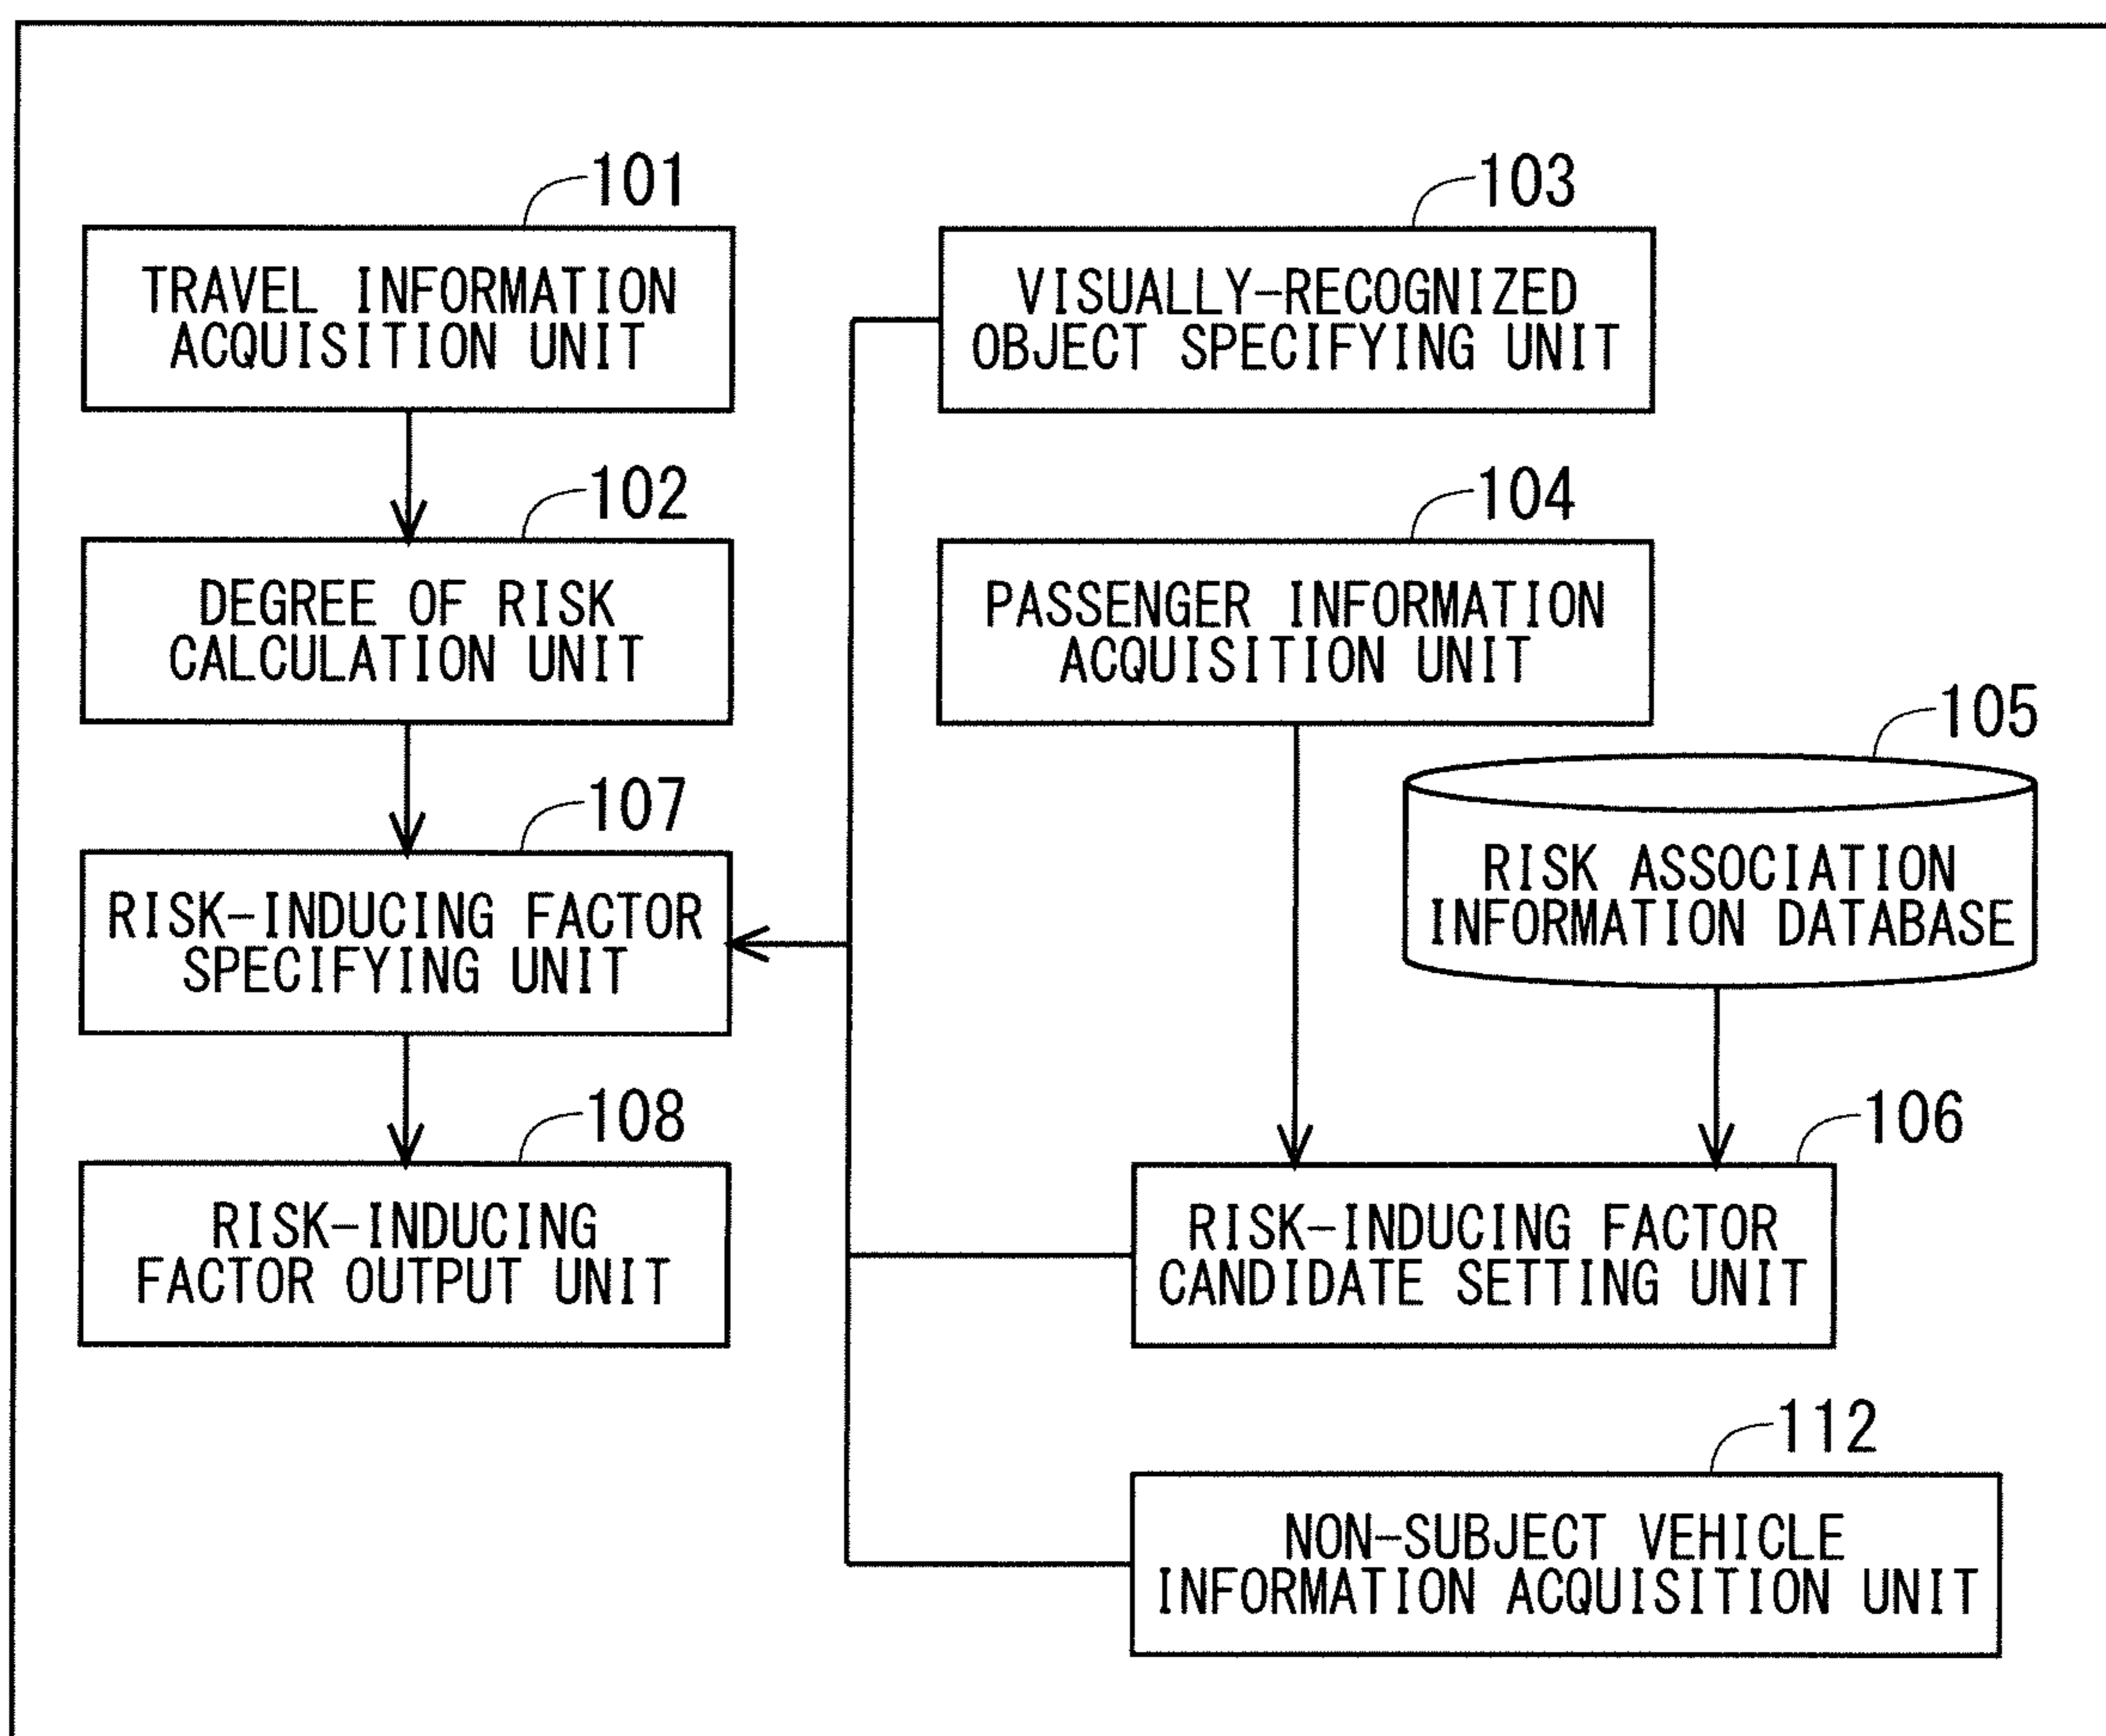 101
TRAVEL INFORMATION
ACQUISITION UNIT
102
DEGREE OF RISK
CALCULATION UNIT
107
RISK-INDUCING FACTOR
SPECIFYING UNIT
108
RISK-INDUCING
FACTOR OUTPUT UNIT
103
VISUALLY-RECOGNIZED
OBJECT SPECIFYING UNIT
104
PASSENGER INFORMATION
ACQUISITION UNIT
105
RISK ASSOCIATION
INFORMATION DATABASE
106
RISK-INDUCING FACTOR
CANDIDATE SETTING UNIT
112
NON-SUBJECT VEHICLE
INFORMATION ACQUISITION UNIT